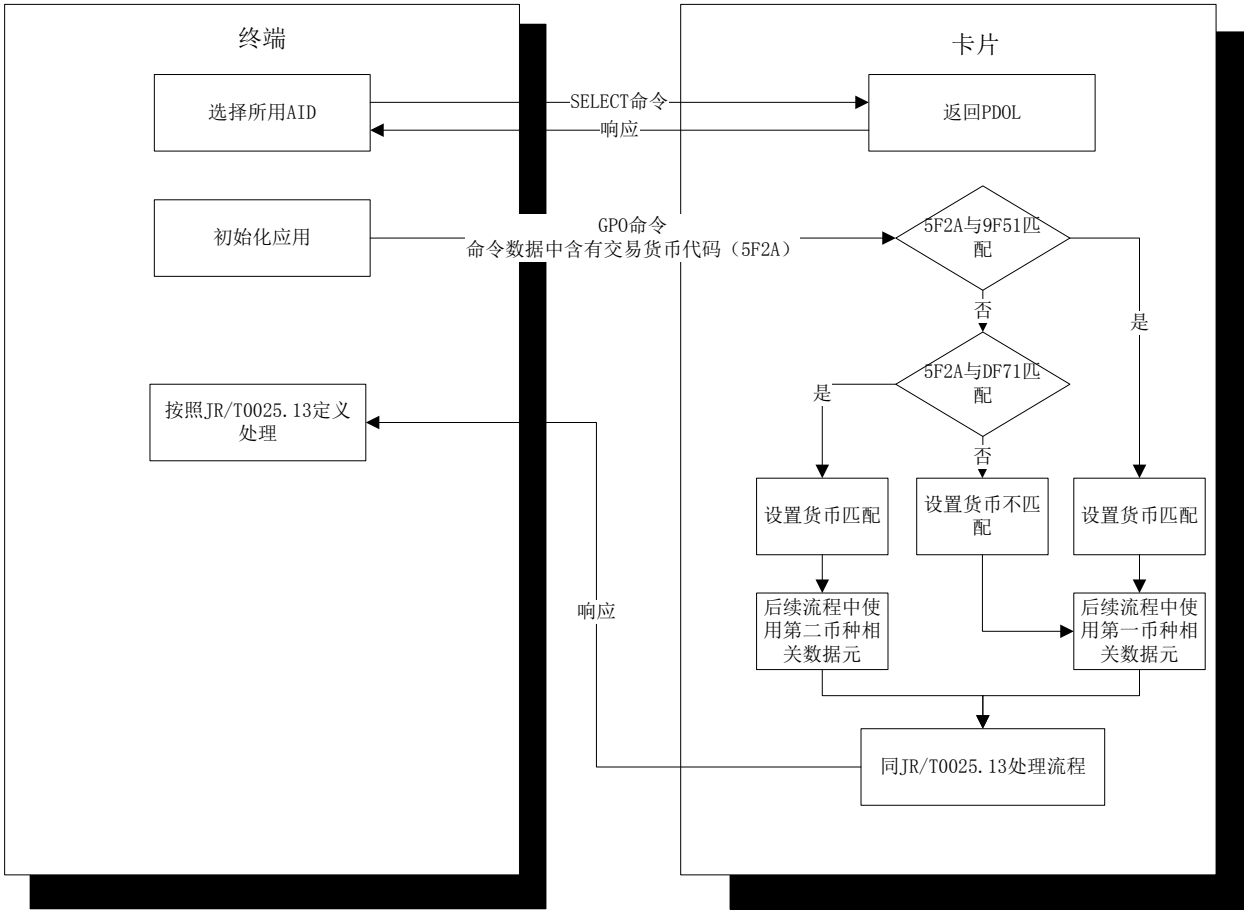 终端
卡片
选择所用AID
SELECT命令
响应
返回PDOL
初始化应用
GPO命令
命令数据中含有交易货币代码（5F2A）
5F2A与9F51匹
配
否
是
5F2A与DF71匹
配
是
否
按照JR/T0025.13定义
处理
设置货币匹配
设置货币不匹
配
设置货币匹配
响应
后续流程中使
用第二币种相
关数据元
后续流程中使
用第一币种相
关数据元
同JR/T0025.13处理流程